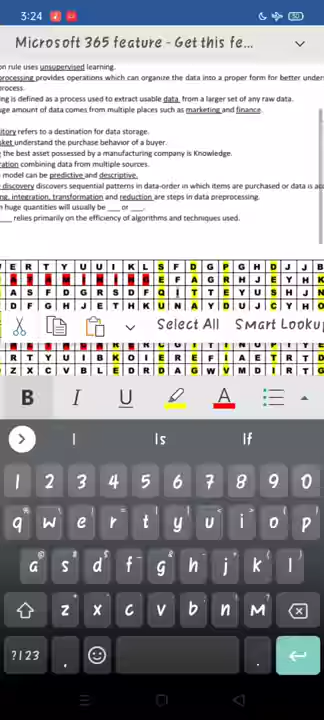 3:24
Microsoft 365 feature - Get this fe...
on rule uses unsupervised learning.
processing provides operations which can organize the data into a proper form for better under
process.
ing is defined as a process used to extract usable data from a larger set of any raw data.
uge amount of data comes from multiple places such as marketing and finance.
itory refers to a destination for data storage.
sket understand the purchase behavior of a buyer.
the best asset possessed by a manufacturing company is Knowledge.
ration combining data from multiple sources.
model can be predictive and descriptive.
discovery discovers sequential patterns in data-order in which items are purchased or data is acc
ng, integration, transformation and reduction are steps in data preprocessing.
n huge quantities will usually be ____ or ____.
____ relies primarily on the efficiency of algorithms and techniques used.
E R T Y U U I K L S F D G P G H D J J B
D A T A M I N I N G E F A G R H J E Y H K
A S F D G R S D F Q I T T E Y U S H J N
D F G H J E T H K U N A Y D U J C Y H
Select All Smart Lookup
R T Y U I B K O I E R E F I A E T R T D
Z X C V B L E D R D A G W V M D I R T G
B I U A
I Is If
1 2 3 4 5 6 7 8 9 0
q w e r t y u i o p
a s d f g h j k l
z x c v b n m
?123 , .